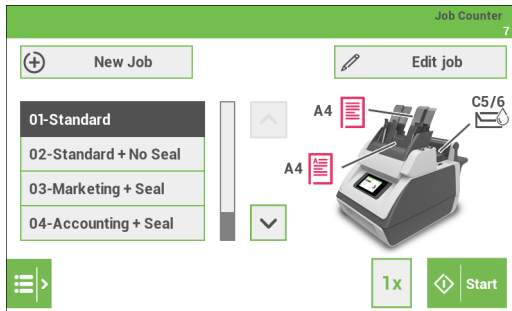 Job Counter
7
New Job
Edit job
01-Standard
02-Standard + No Seal
03-Marketing + Seal
04-Accounting + Seal
A4
C5/6
A4
1x
Start